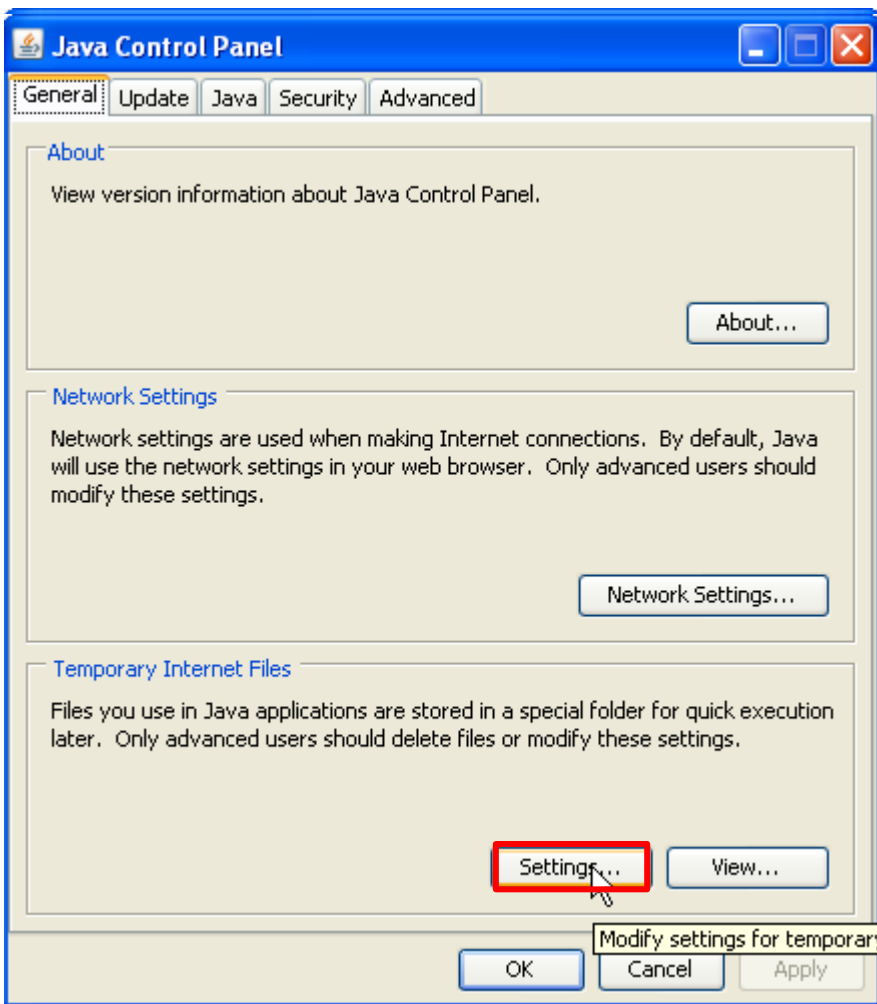 Java Control Panel
General Update Java Security Advanced
About
View version information about Java Control Panel.
About...
Network Settings
Network settings are used when making Internet connections.  By default, Java
will use the network settings in your web browser.  Only advanced users should
modify these settings.
Network Settings...
Temporary Internet Files
Files you use in Java applications are stored in a special folder for quick execution
later.  Only advanced users should delete files or modify these settings.
Settings... View...
Modify settings for temporary
OK Cancel Apply